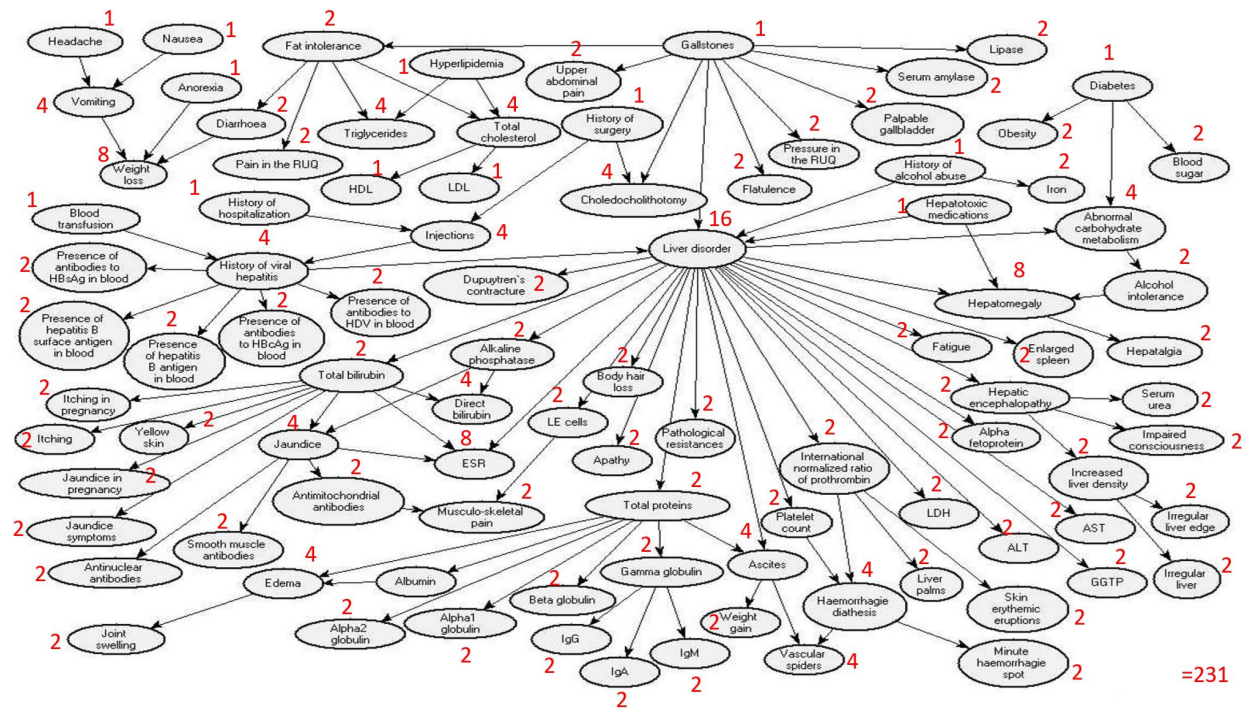 1
Headache
1
Nausea
2
Fat intolerance
1
Gallstones
2
Lipase
1
Hyperlipidemia
2
Upper
abdominal
pain
Serum amylase
2
1
Diabetes
1
Anorexia
4
Vomiting
2
Diarrhoea
4
Triglycerides
4
Total
cholesterol
1
History of
surgery
2
Palpable
gallbladder
Obesity
2
2
Blood
sugar
8
Weight
loss
2
Pain in the RUQ
1
HDL
1
LDL
4
Choledocholithotomy
2
Flatulence
2
Pressure in
the RUQ
1
History of
alcohol abuse
2
Iron
1
Blood
transfusion
1
History of
hospitalization
Injections
4
16
Liver disorder
1
Hepatotoxic
medications
4
Abnormal
carbohydrate
metabolism
2
Presence of
antibodies to
HBsAg in blood
4
History of viral
hepatitis
2
Presence of
antibodies to
HDV in blood
Dupuytren`s
contracture
2
8
Hepatomegaly
2
Alcohol
intolerance
2
Presence of
hepatitis B
surface antigen
in blood
2
Presence
of hepatitis
B antigen
in blood
2
Presence of
antibodies
to HBcAg in
blood
2
Alkaline
phosphatase
2
Fatigue
2
Enlarged
spleen
Hepatalgia
2
2
Total bilirubin
4
Direct
bilirubin
2
Body hair
loss
2
Hepatic
encephalopathy
Serum
urea
2
2
Itching in
pregnancy
2
Itching
Yellow
skin
2
4
Jaundice
8
ESR
2
LE cells
2
Pathological
resistances
2
Apathy
2
International
normalized ratio
of prothrombin
2
Alpha
fetoprotein
Impaired
consciousness
2
Jaundice in
pregnancy
2
2
Antimitochondrial
antibodies
2
Musculo-skeletal
pain
2
Total proteins
2
Platelet
count
2
LDH
2
Increased
liver density
2
Jaundice
symptoms
2
Smooth muscle
antibodies
2
ALT
2
AST
2
Irregular
liver edge
2
Antinuclear
antibodies
4
Edema
Albumin
2
Gamma globulin
4
Ascites
2
Liver
palms
2
GGTP
2
Irregular
liver
2
Joint
swelling
2
Alpha2
globulin
Alpha1
globulin
2
2
Beta globulin
IgG
2
IgA
2
IgM
2
2
Weight
gain
4
Haemorrhagie
diathesis
Vascular
spiders
4
Skin
erythemic
eruptions
2
Minute
haemorrhagie
spot
2
=231